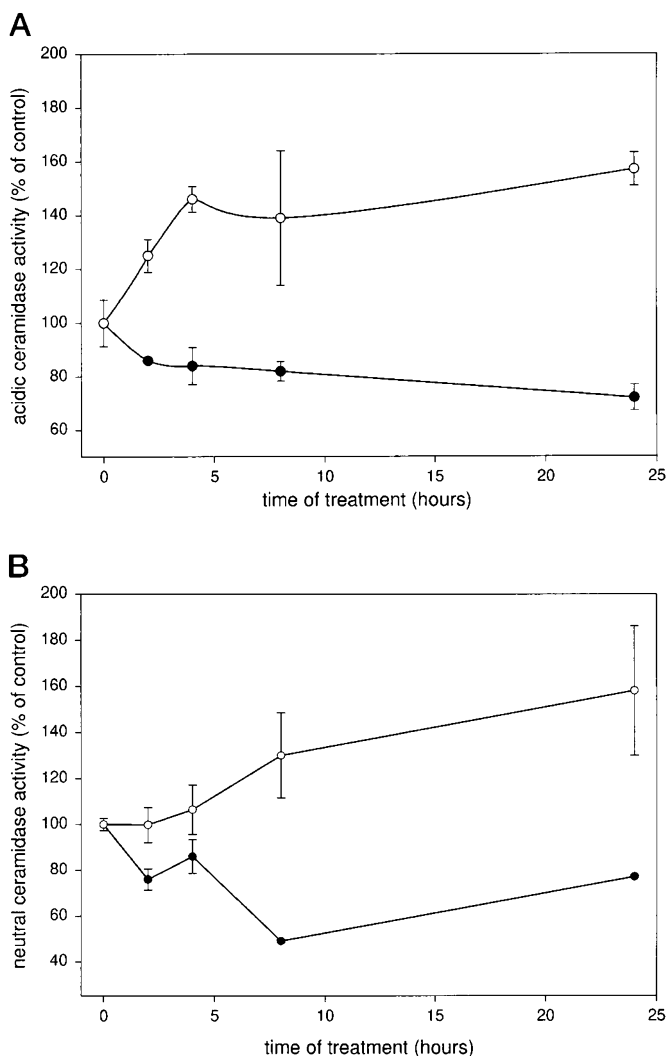 A
acidic ceramidase activity (% of control)
200
180
160
140
120
100
80
60
0 5 10 15 20 25
time of treatment (hours)
B
neutral ceramidase activity (% of control)
200
180
160
140
120
100
80
60
40
0 5 10 15 20 25
time of treatment (hours)